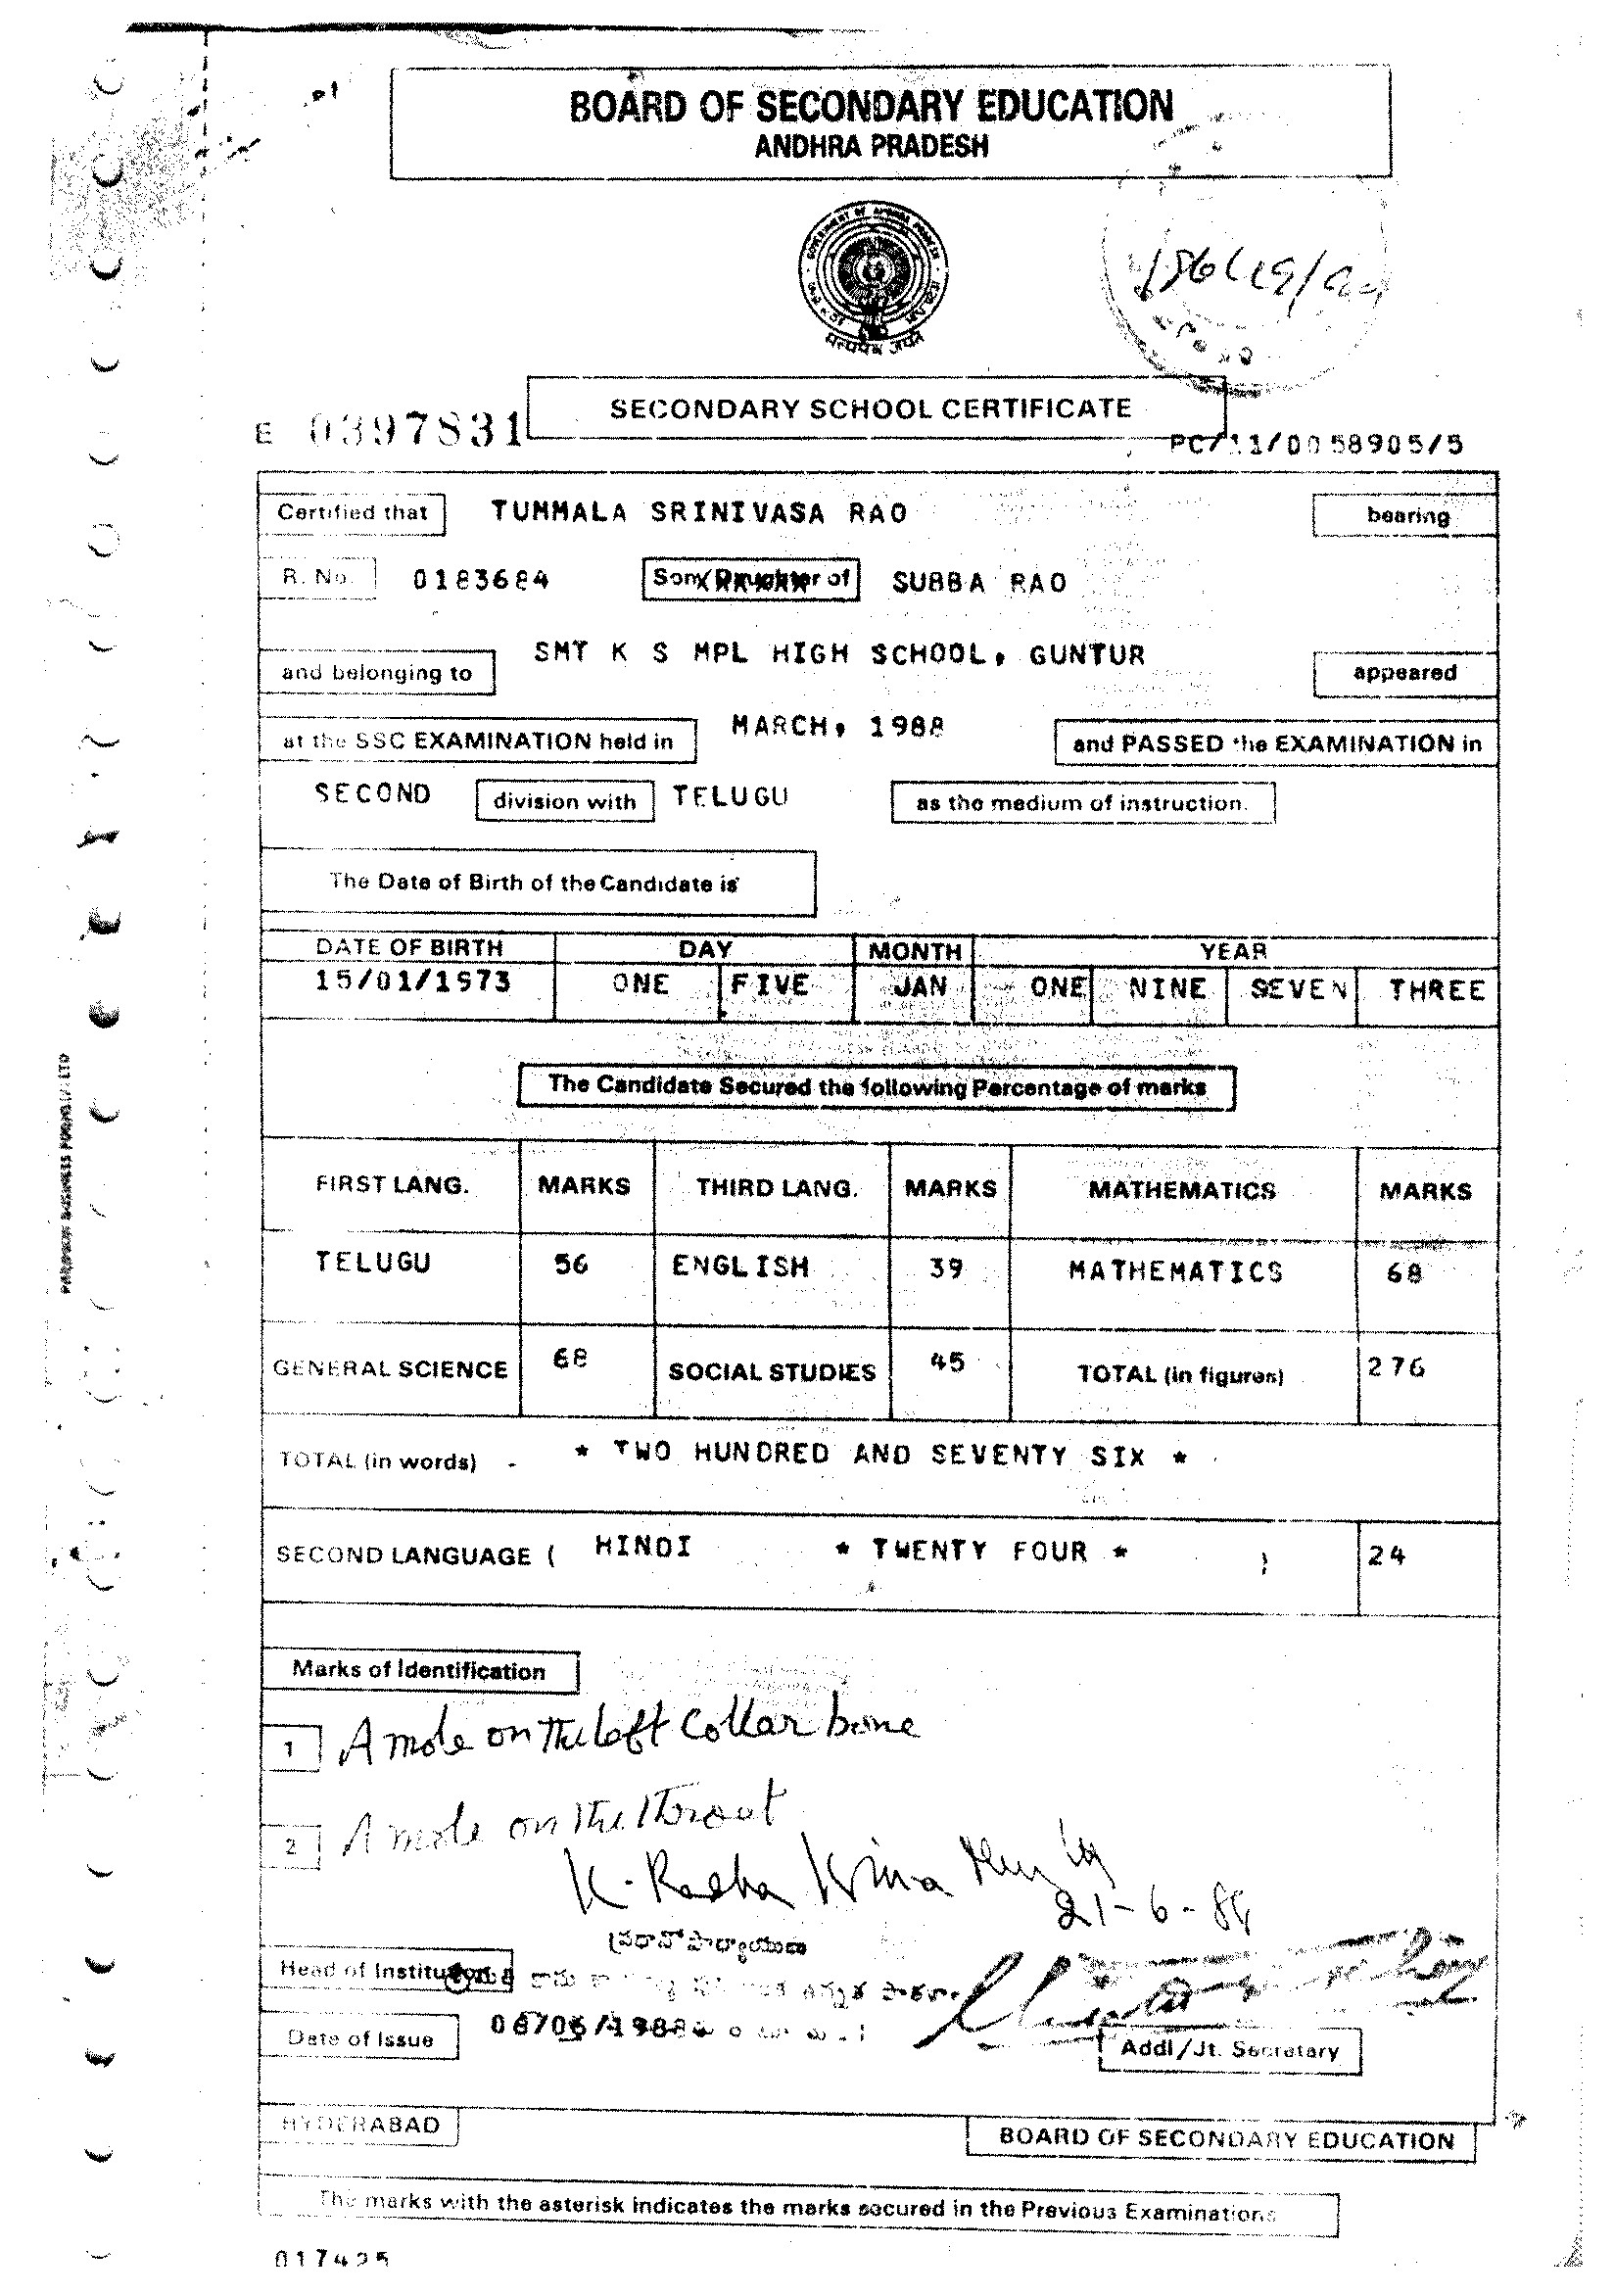 BOARD OF SECONDARY EDUCATION
ANDHRA PRADESH
SECONDARY SCHOOL CERTIFICATE
E 0397831
PC/11/0058905/5
Certified that TUMMALA SRINIVASA RAO bearing
R. No. 0183684 Son/Daughter of SUBBA RAO
and belonging to SMT K S MPL HIGH SCHOOL, GUNTUR appeared
at the SSC EXAMINATION held in MARCH, 1988 and PASSED the EXAMINATION in
SECOND division with TELUGU as the medium of instruction.
The Date of Birth of the Candidate is
DATE OF BIRTH DAY MONTH YEAR
15/01/1973 ONE FIVE JAN ONE NINE SEVEN THREE
The Candidate Secured the following Percentage of marks
FIRST LANG. MARKS THIRD LANG. MARKS MATHEMATICS MARKS
TELUGU 56 ENGLISH 39 MATHEMATICS 68
GENERAL SCIENCE 68 SOCIAL STUDIES 45 TOTAL (in figures) 276
TOTAL (in words) - * TWO HUNDRED AND SEVENTY SIX *
SECOND LANGUAGE ( HINDI * TWENTY FOUR * ) 24
Marks of Identification
1 A mole on the left Collar bone
2 A mole on the throat
21-6-88
ప్రధానోపాధ్యాయుడు
Head of Institution
Date of Issue 06/06/1988
Addl/Jt. Secretary
HYDERABAD
BOARD OF SECONDARY EDUCATION
The marks with the asterisk indicates the marks secured in the Previous Examinations
017425